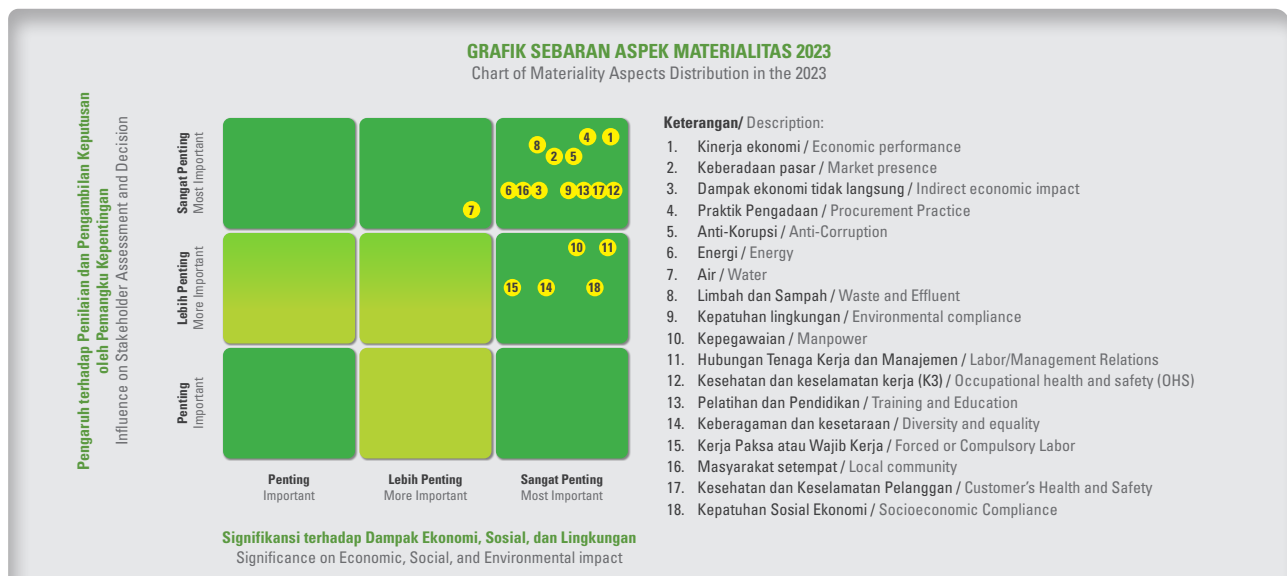 GRAFIK SEBARAN ASPEK MATERIALITAS 2023
Chart of Materiality Aspects Distribution in the 2023
Pengaruh terhadap Penilaian dan Pengambilan Keputusan
oleh Pemangku Kepentingan
Influence on Stakeholder Assessment and Decision
Sangat Penting
Most Important
Lebih Penting
More Important
Penting
Important
4 1
8
2 5
6 16 3 9 13 17 12
7
10 11
15 14 18
Penting
Important
Lebih Penting
More Important
Sangat Penting
Most Important
Signifikansi terhadap Dampak Ekonomi, Sosial, dan Lingkungan
Significance on Economic, Social, and Environmental impact
Keterangan/ Description:
1. Kinerja ekonomi / Economic performance
2. Keberadaan pasar / Market presence
3. Dampak ekonomi tidak langsung / Indirect economic impact
4. Praktik Pengadaan / Procurement Practice
5. Anti-Korupsi / Anti-Corruption
6. Energi / Energy
7. Air / Water
8. Limbah dan Sampah / Waste and Effluent
9. Kepatuhan lingkungan / Environmental compliance
10. Kepegawaian / Manpower
11. Hubungan Tenaga Kerja dan Manajemen / Labor/Management Relations
12. Kesehatan dan keselamatan kerja (K3) / Occupational health and safety (OHS)
13. Pelatihan dan Pendidikan / Training and Education
14. Keberagaman dan kesetaraan / Diversity and equality
15. Kerja Paksa atau Wajib Kerja / Forced or Compulsory Labor
16. Masyarakat setempat / Local community
17. Kesehatan dan Keselamatan Pelanggan / Customer's Health and Safety
18. Kepatuhan Sosial Ekonomi / Socioeconomic Compliance